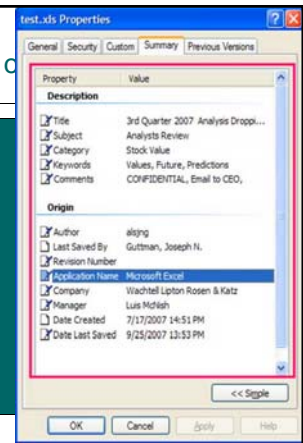 test.xls Properties
General Security Custom Summary Previous Versions
Property Value
Description
Title 3rd Quarter 2007 Analysis Droppi...
Subject Analysts Review
Category Stock Value
Keywords Values, Future, Predictions
Comments CONFIDENTIAL, Email to CEO,
Origin
Author alsjng
Last Saved By Guttman, Joseph N.
Revision Number
Application Name Microsoft Excel
Company Wachtell Lipton Rosen & Katz
Manager Luis McNish
Date Created 7/17/2007 14:51 PM
Date Last Saved 9/25/2007 13:53 PM
<< Simple
OK Cancel Apply Help